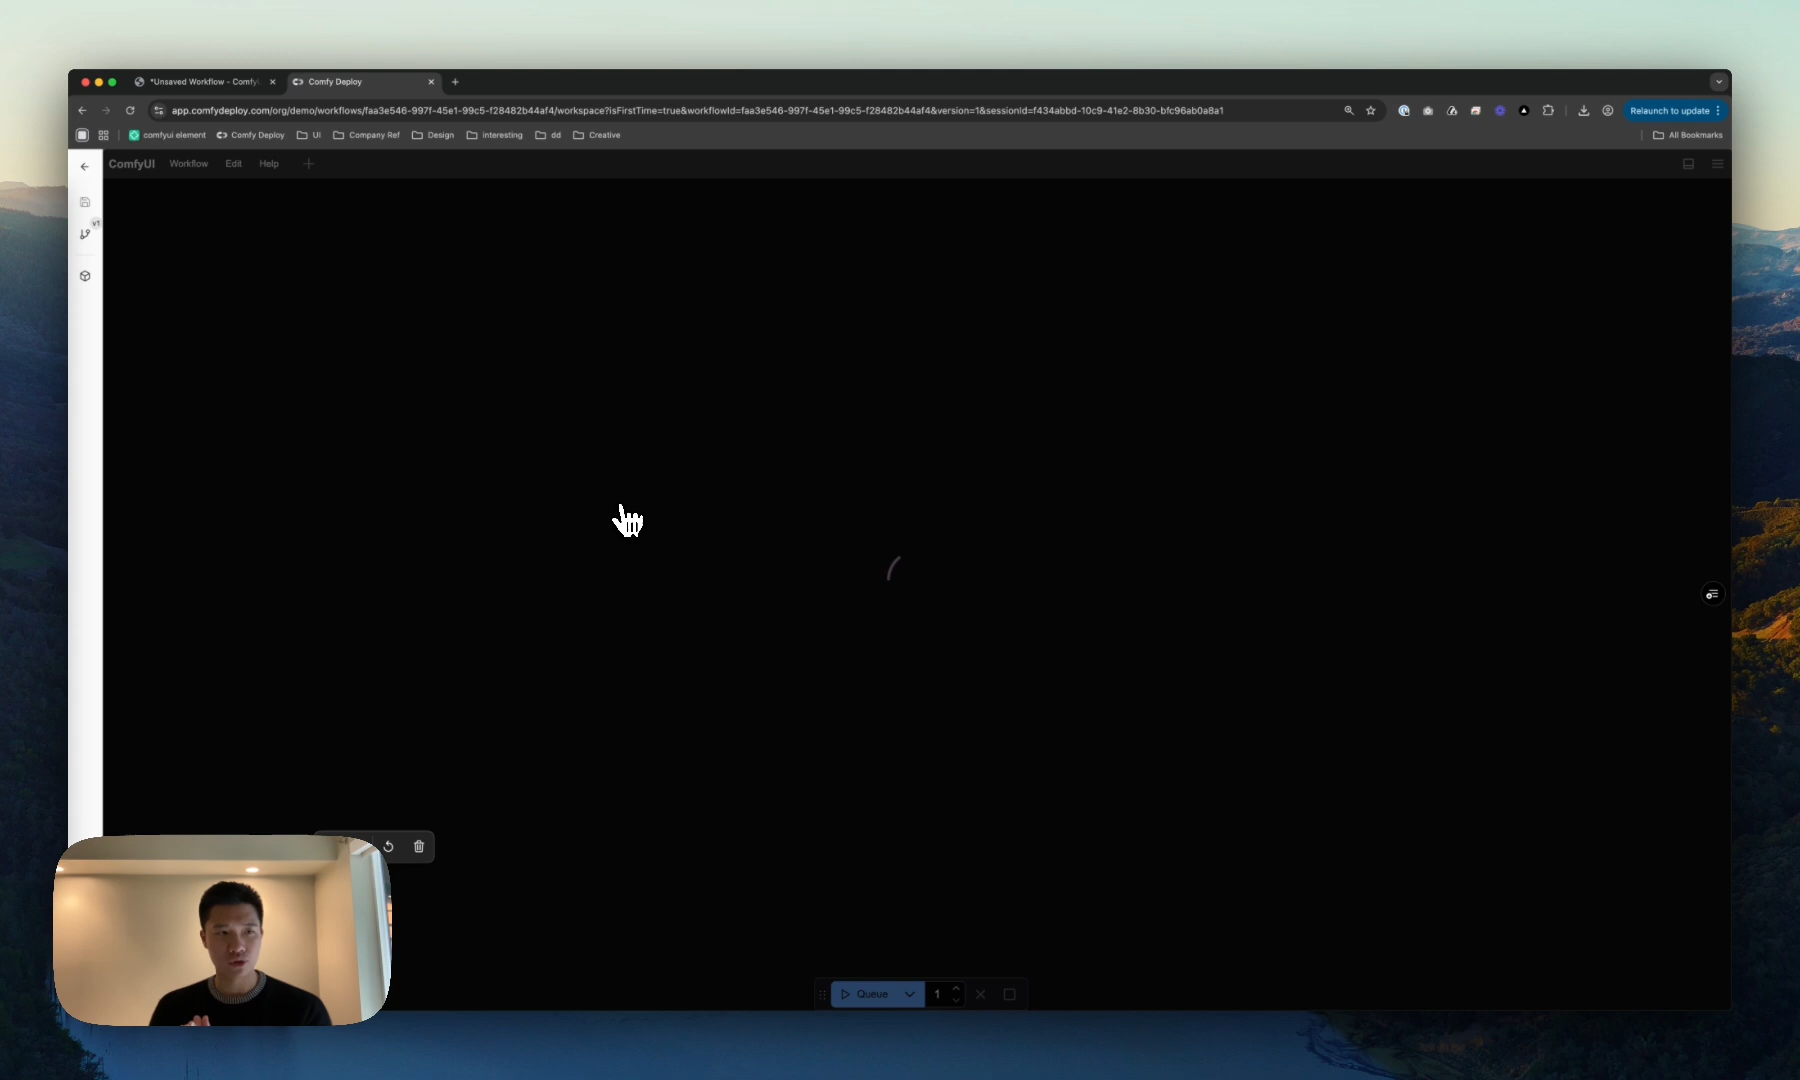 *Unsaved Workflow - Comfy
Comfy Deploy
app.comfydeploy.com/org/demo/workflows/faa3e546-997f-45e1-99c5-f28482b44af4/workspace?isFirstTime=true&workflowId=faa3e546-997f-45e1-99c5-f28482b44af4&version=1&sessionId=f434abbd-10c9-41e2-8b30-bfc96ab0a8a1
Relaunch to update
comfyui element
Comfy Deploy
UI
Company Ref
Design
Interesting
dd
Creative
All Bookmarks
ComfyUI
Workflow
Edit
Help
v1
Queue
1